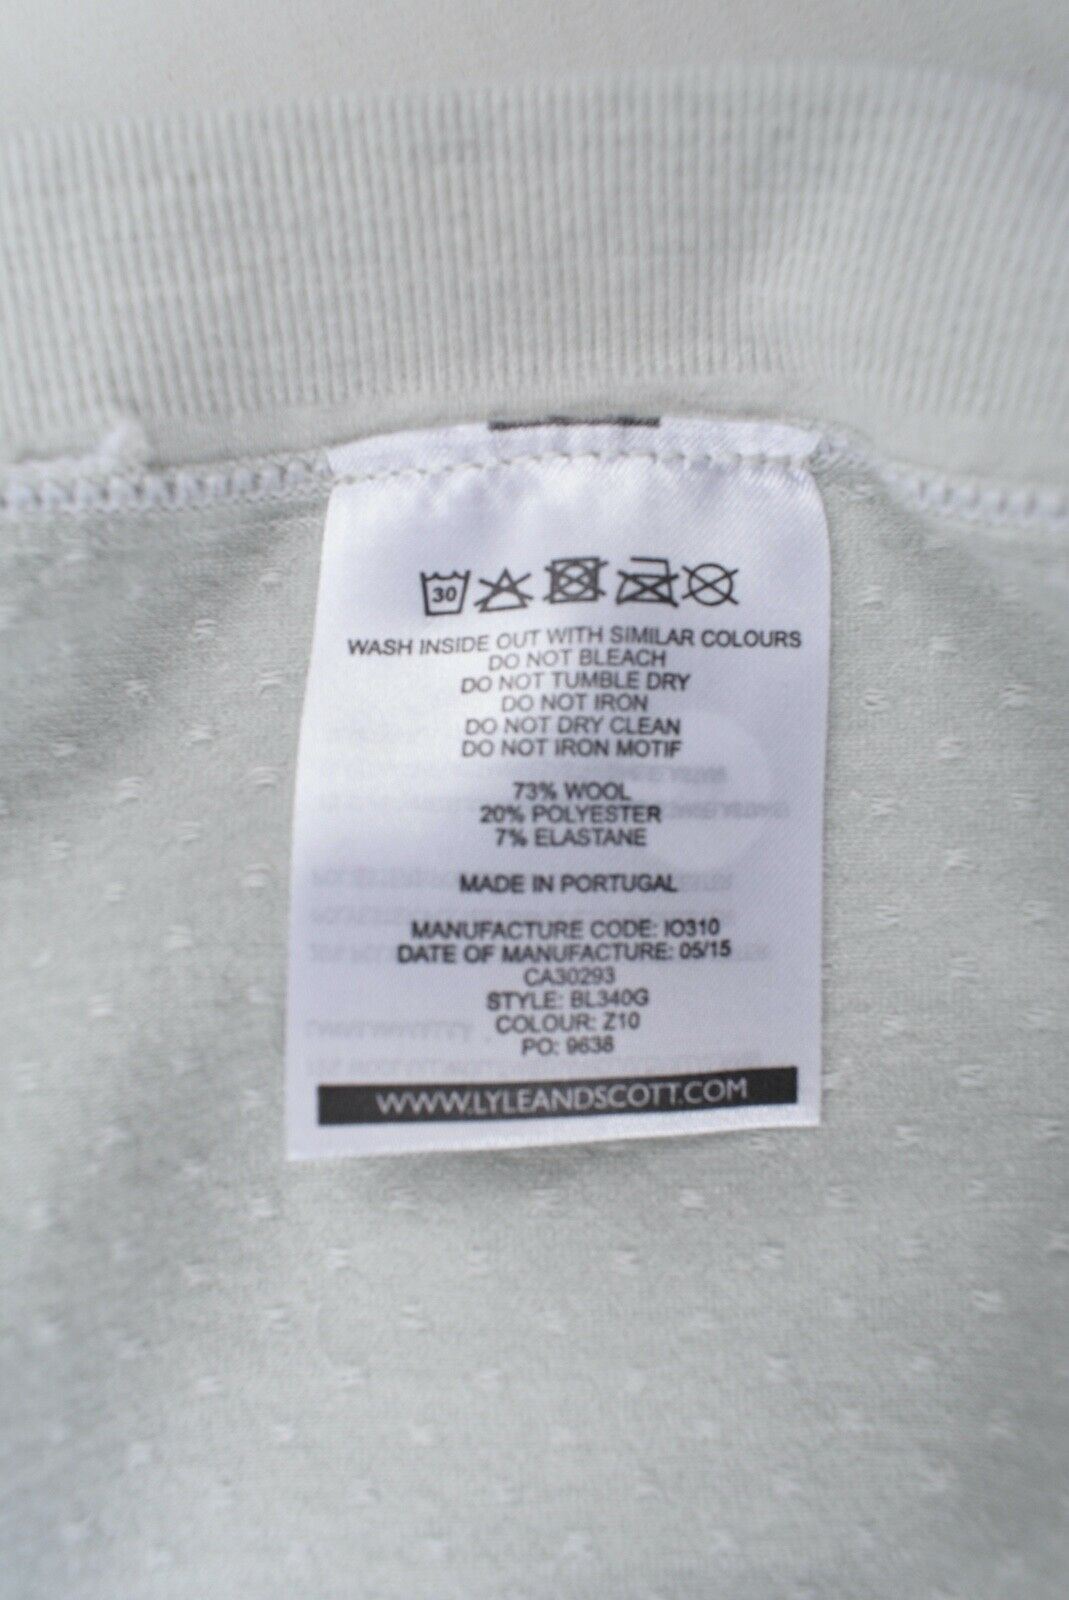 30
WASH INSIDE OUT WITH SIMILAR COLOURS
DO NOT BLEACH
DO NOT TUMBLE DRY
DO NOT IRON
DO NOT DRY CLEAN
DO NOT IRON MOTIF
73% WOOL
20% POLYESTER
7% ELASTANE
MADE IN PORTUGAL
MANUFACTURE CODE: IO310
DATE OF MANUFACTURE: 05/15
CA30293
STYLE: BL340G
COLOUR: Z10
PO: 9638
WWW.LYLEANDSCOTT.COM